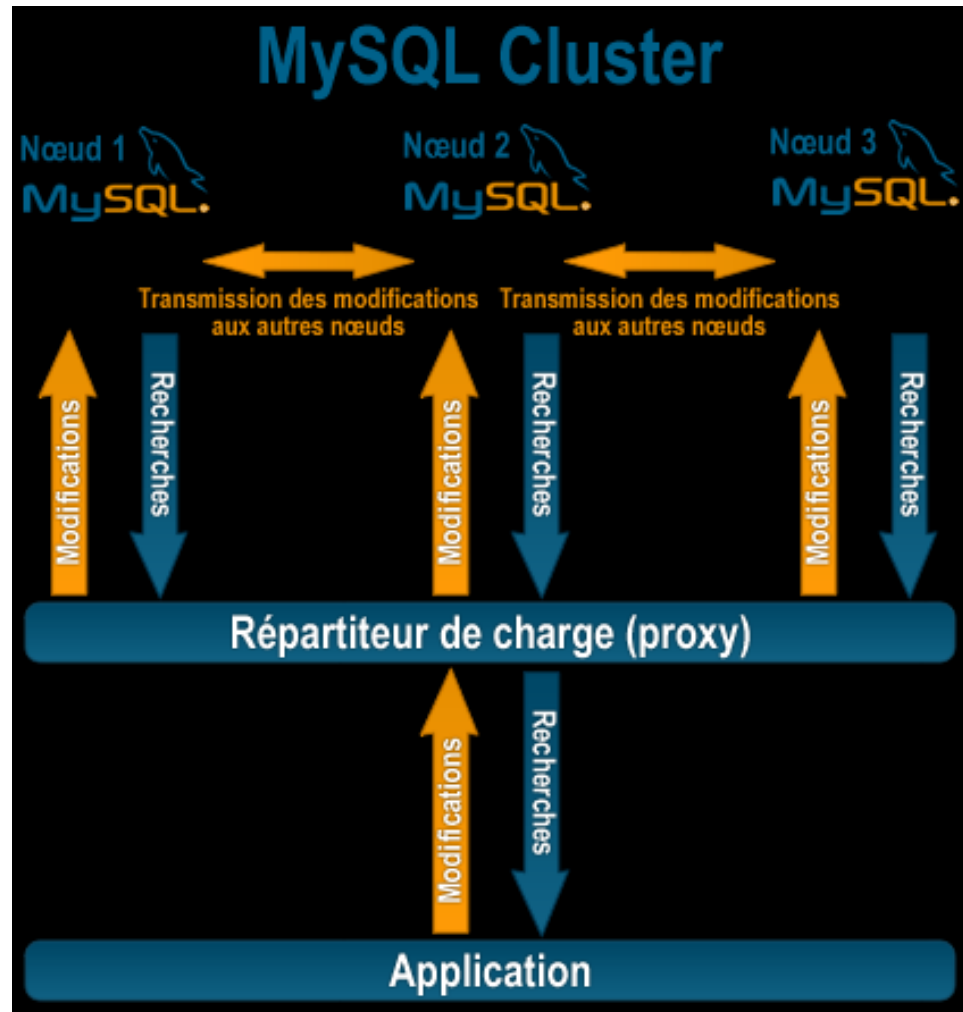 MySQL Cluster
Nœud 1
MySQL.
Nœud 2
MySQL.
Nœud 3
MySQL.
Transmission des modifications
aux autres nœuds
Transmission des modifications
aux autres nœuds
Modifications
Recherches
Modifications
Recherches
Modifications
Recherches
Répartiteur de charge (proxy)
Modifications
Recherches
Application